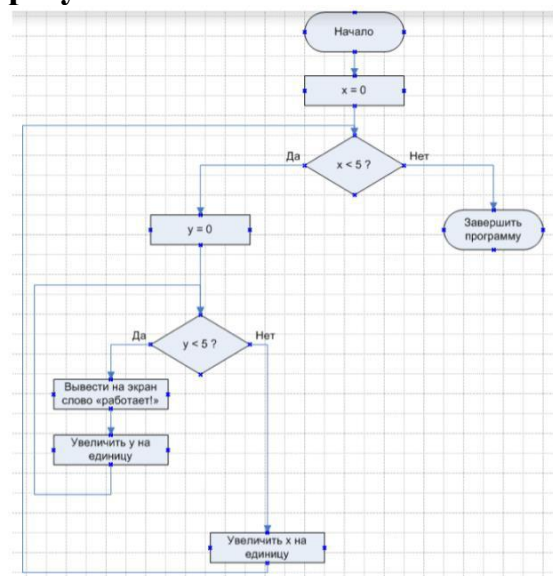 Начало
x = 0
x < 5 ?
Да
Нет
y = 0
Завершить
программу
y < 5 ?
Да
Нет
Вывести на экран
слово «работает!»
Увеличить y на
единицу
Увеличить x на
единицу